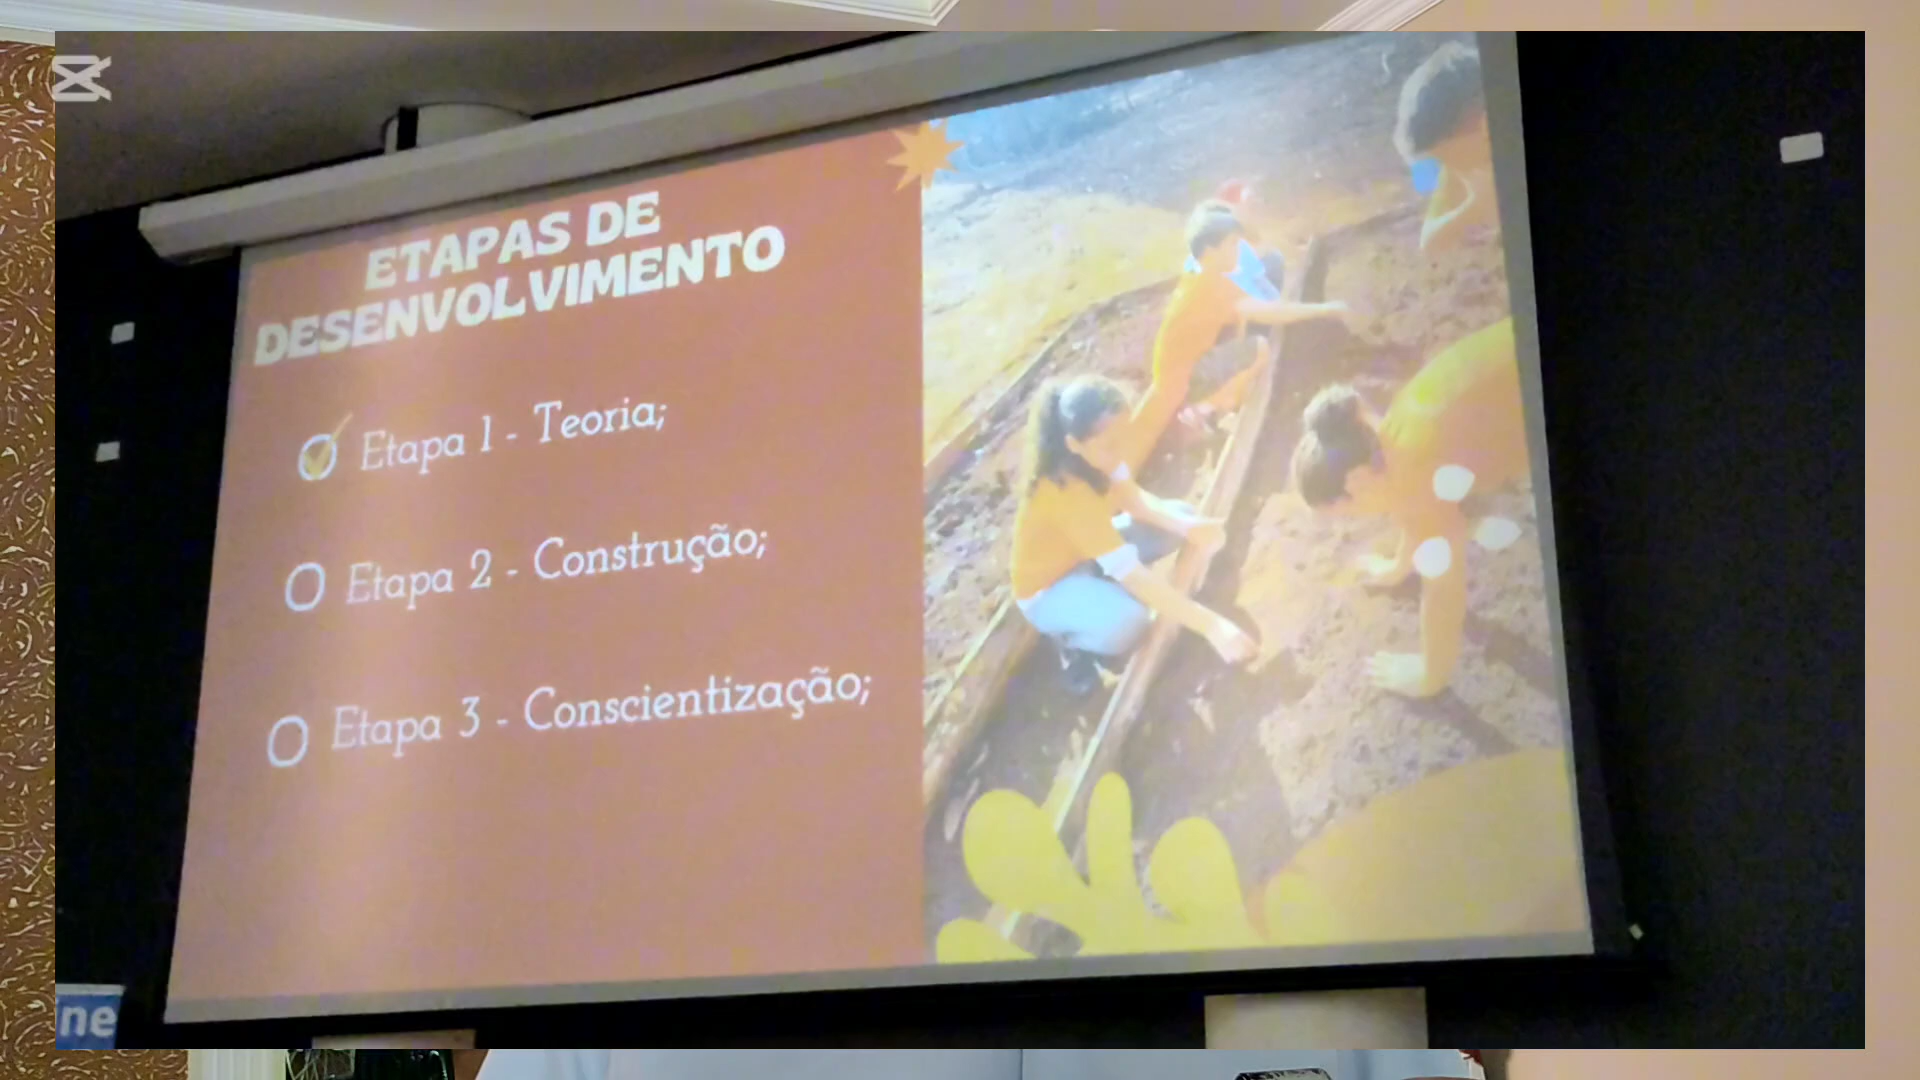 ETAPAS DE
DESENVOLVIMENTO
Etapa 1 - Teoria;
Etapa 2 - Construção;
Etapa 3 - Conscientização;
ne